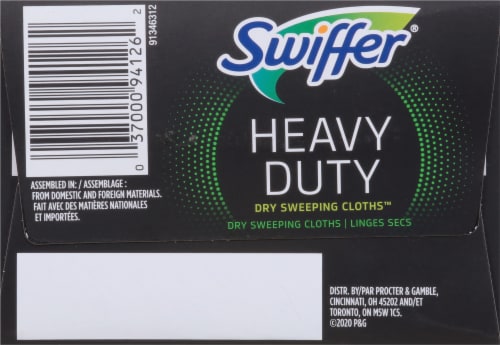 Swiffer®
HEAVY
DUTY
DRY SWEEPING CLOTHS™
DRY SWEEPING CLOTHS | LINGES SECS
0 37000 94126 2
91346312
ASSEMBLED IN: / ASSEMBLAGE :
FROM DOMESTIC AND FOREIGN MATERIALS.
FAIT AVEC DES MATIÈRES NATIONALES
ET IMPORTÉES.
DISTR. BY/PAR PROCTER & GAMBLE,
CINCINNATI, OH 45202 AND/ET
TORONTO, ON M5W 1C5.
©2020 P&G